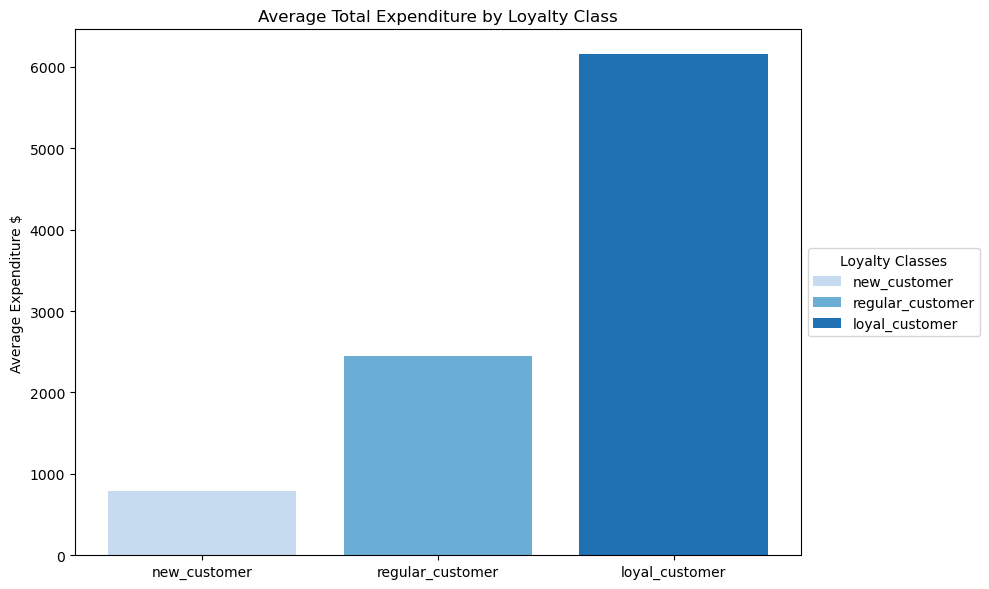 Average Total Expenditure by Loyalty Class
Average Expenditure $
6000
5000
4000
3000
2000
1000
0
new_customer
regular_customer
loyal_customer
Loyalty Classes
new_customer
regular_customer
loyal_customer